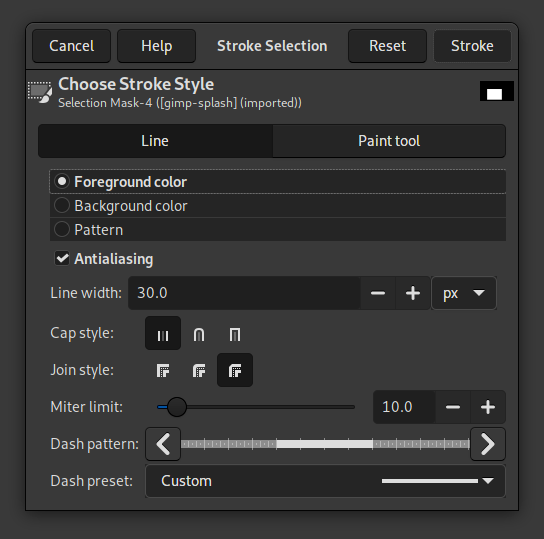 Cancel Help Stroke Selection Reset Stroke
Choose Stroke Style
Selection Mask-4 ([gimp-splash] (imported))
Line Paint tool
Foreground color
Background color
Pattern
Antialiasing
Line width: 30.0 px
Cap style:
Join style:
Miter limit: 10.0
Dash pattern:
Dash preset: Custom